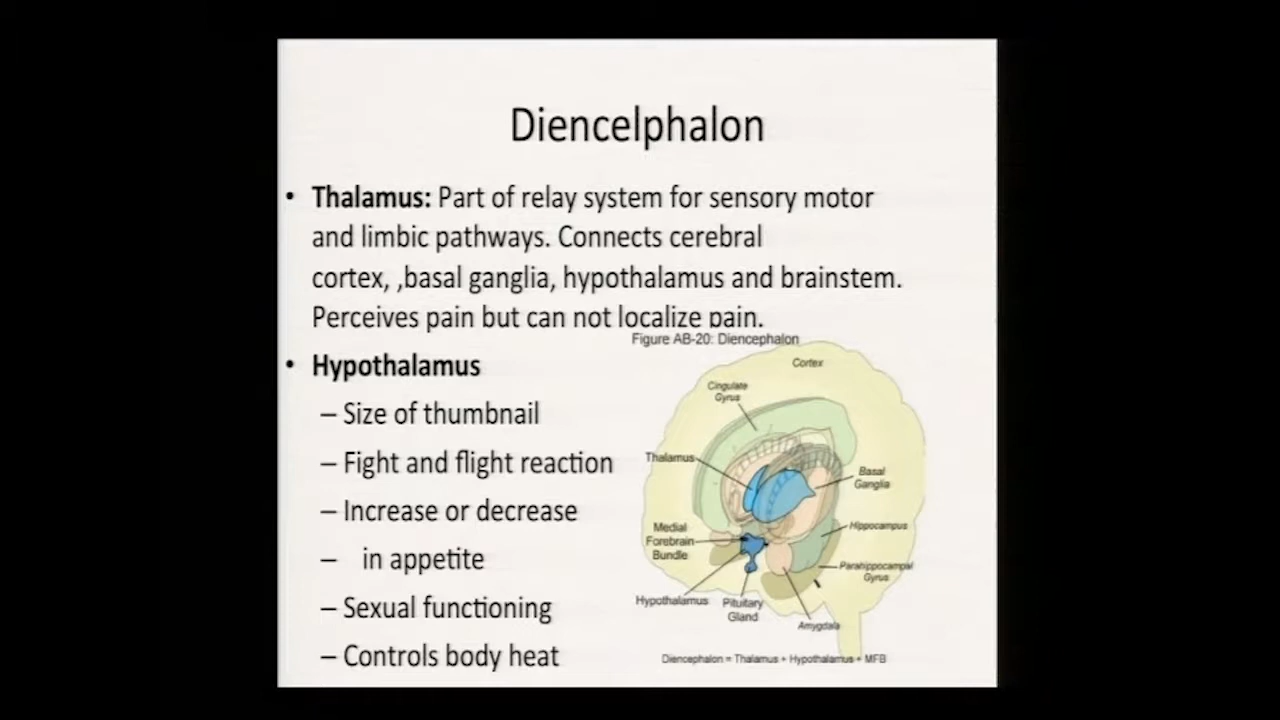 Diencelphalon
• Thalamus: Part of relay system for sensory motor
and limbic pathways. Connects cerebral
cortex, ,basal ganglia, hypothalamus and brainstem.
Perceives pain but can not localize pain.
• Hypothalamus
– Size of thumbnail
– Fight and flight reaction
– Increase or decrease
– in appetite
– Sexual functioning
– Controls body heat
Figure AB-20: Diencephalon
Cortex
Cingulate
Gyrus
Thalamus
Basal
Ganglia
Medial
Forebrain
Bundle
Hippocampus
Parahippocampal
Gyrus
Hypothalamus
Pituitary
Gland
Amygdala
Diencephalon = Thalamus + Hypothalamus + MFB